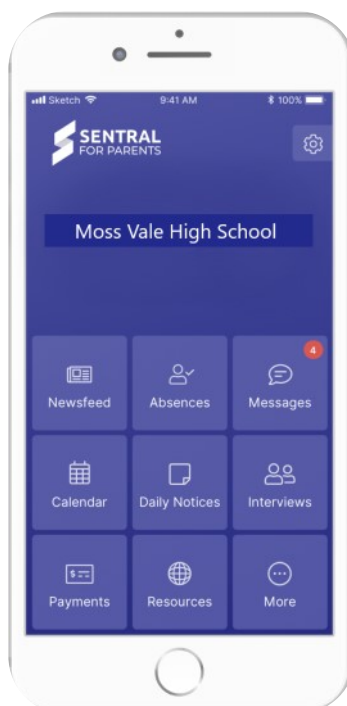 Sketch 9:41 AM 100%
SENTRAL
FOR PARENTS
Moss Vale High School
4
Newsfeed Absences Messages
Calendar Daily Notices Interviews
$
Payments Resources More